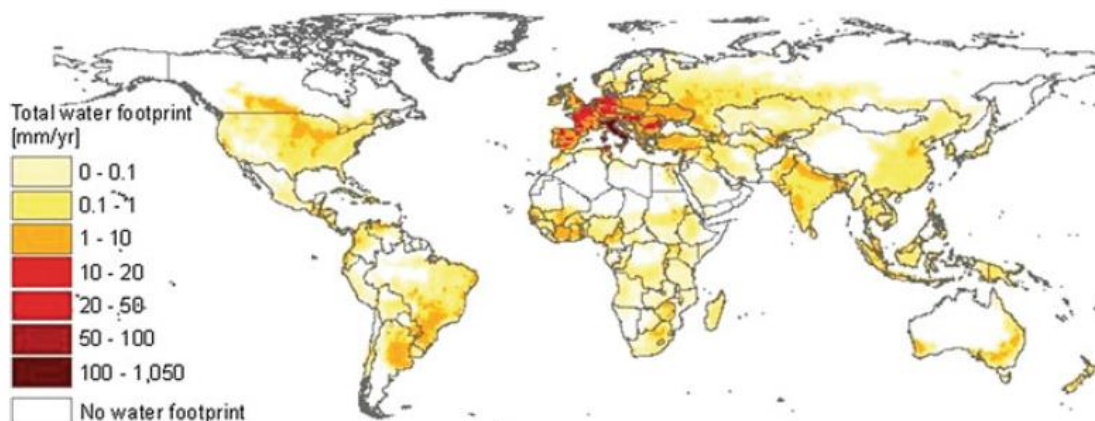 Total water footprint
[mm/yr]
0 - 0.1
0.1 - 1
1 - 10
10 - 20
20 - 50
50 - 100
100 - 1,050
No water footprint